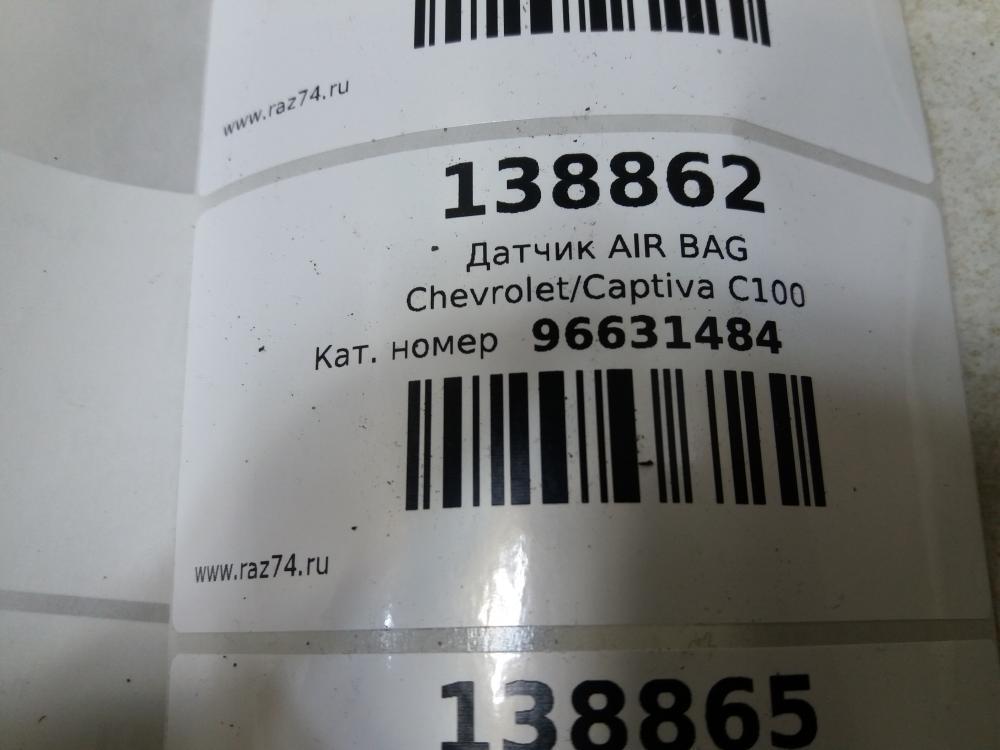 www.raz74.ru
138862
Датчик AIR BAG
Chevrolet/Captiva C100
Кат. номер 96631484
www.raz74.ru
138865